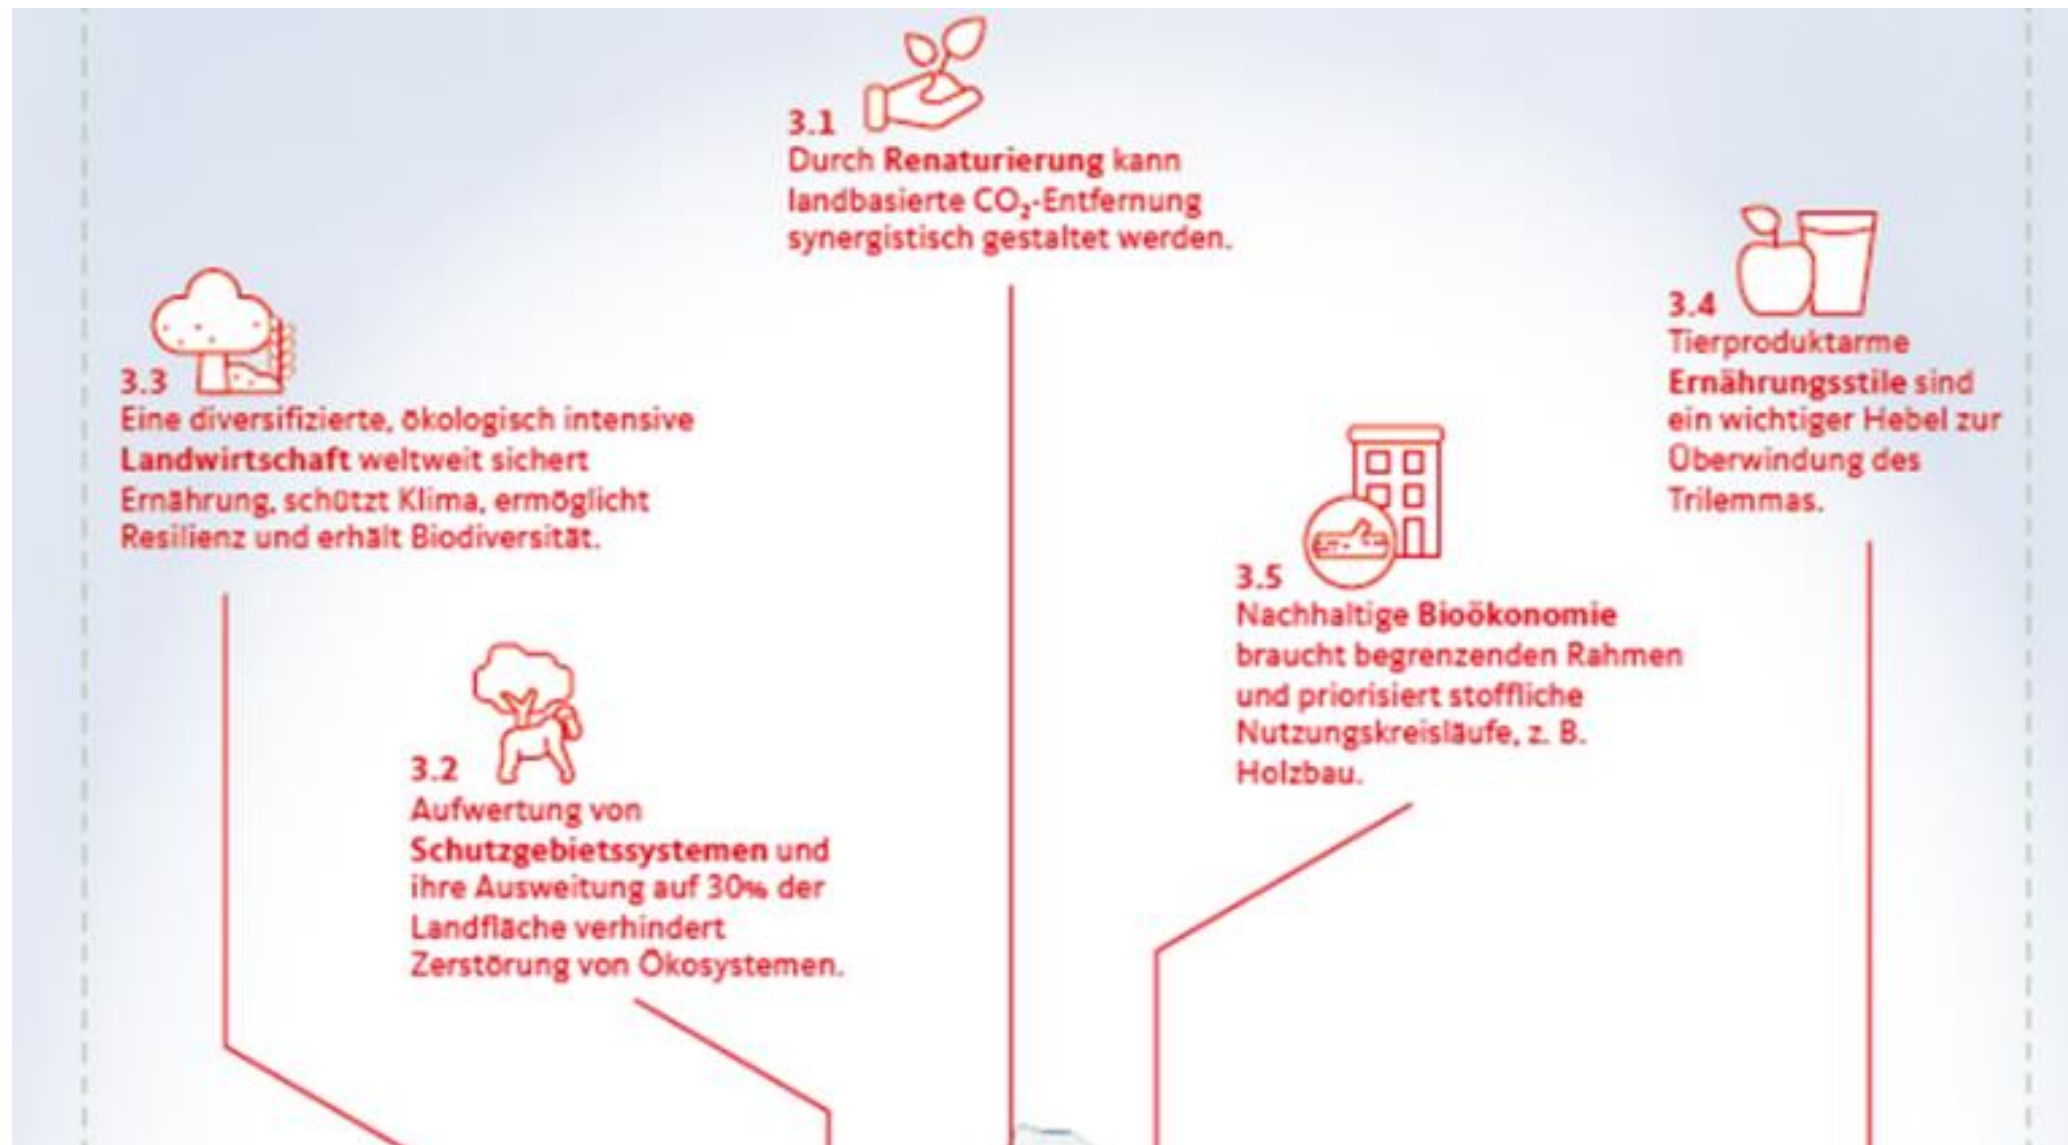 3.1
Durch Renaturierung kann
landbasierte CO₂-Entfernung
synergistisch gestaltet werden.
3.3
Eine diversifizierte, ökologisch intensive
Landwirtschaft weltweit sichert
Ernährung, schützt Klima, ermöglicht
Resilienz und erhält Biodiversität.
3.4
Tierproduktarme
Ernährungsstile sind
ein wichtiger Hebel zur
Überwindung des
Trilemmas.
3.2
Aufwertung von
Schutzgebietssystemen und
ihre Ausweitung auf 30% der
Landfläche verhindert
Zerstörung von Ökosystemen.
3.5
Nachhaltige Bioökonomie
braucht begrenzenden Rahmen
und priorisiert stoffliche
Nutzungskreisläufe, z. B.
Holzbau.